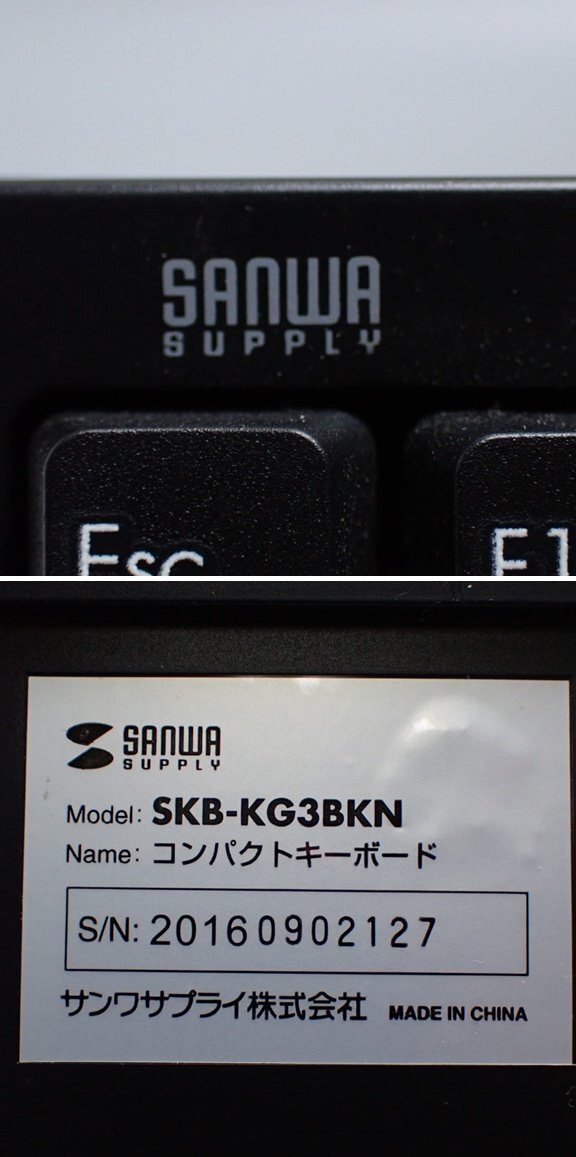 SANWA
SUPPLY
Esc F1
SANWA
SUPPLY
Model: SKB-KG3BKN
Name: コンパクトキーボード
S/N: 20160902127
サンワサプライ株式会社 MADE IN CHINA